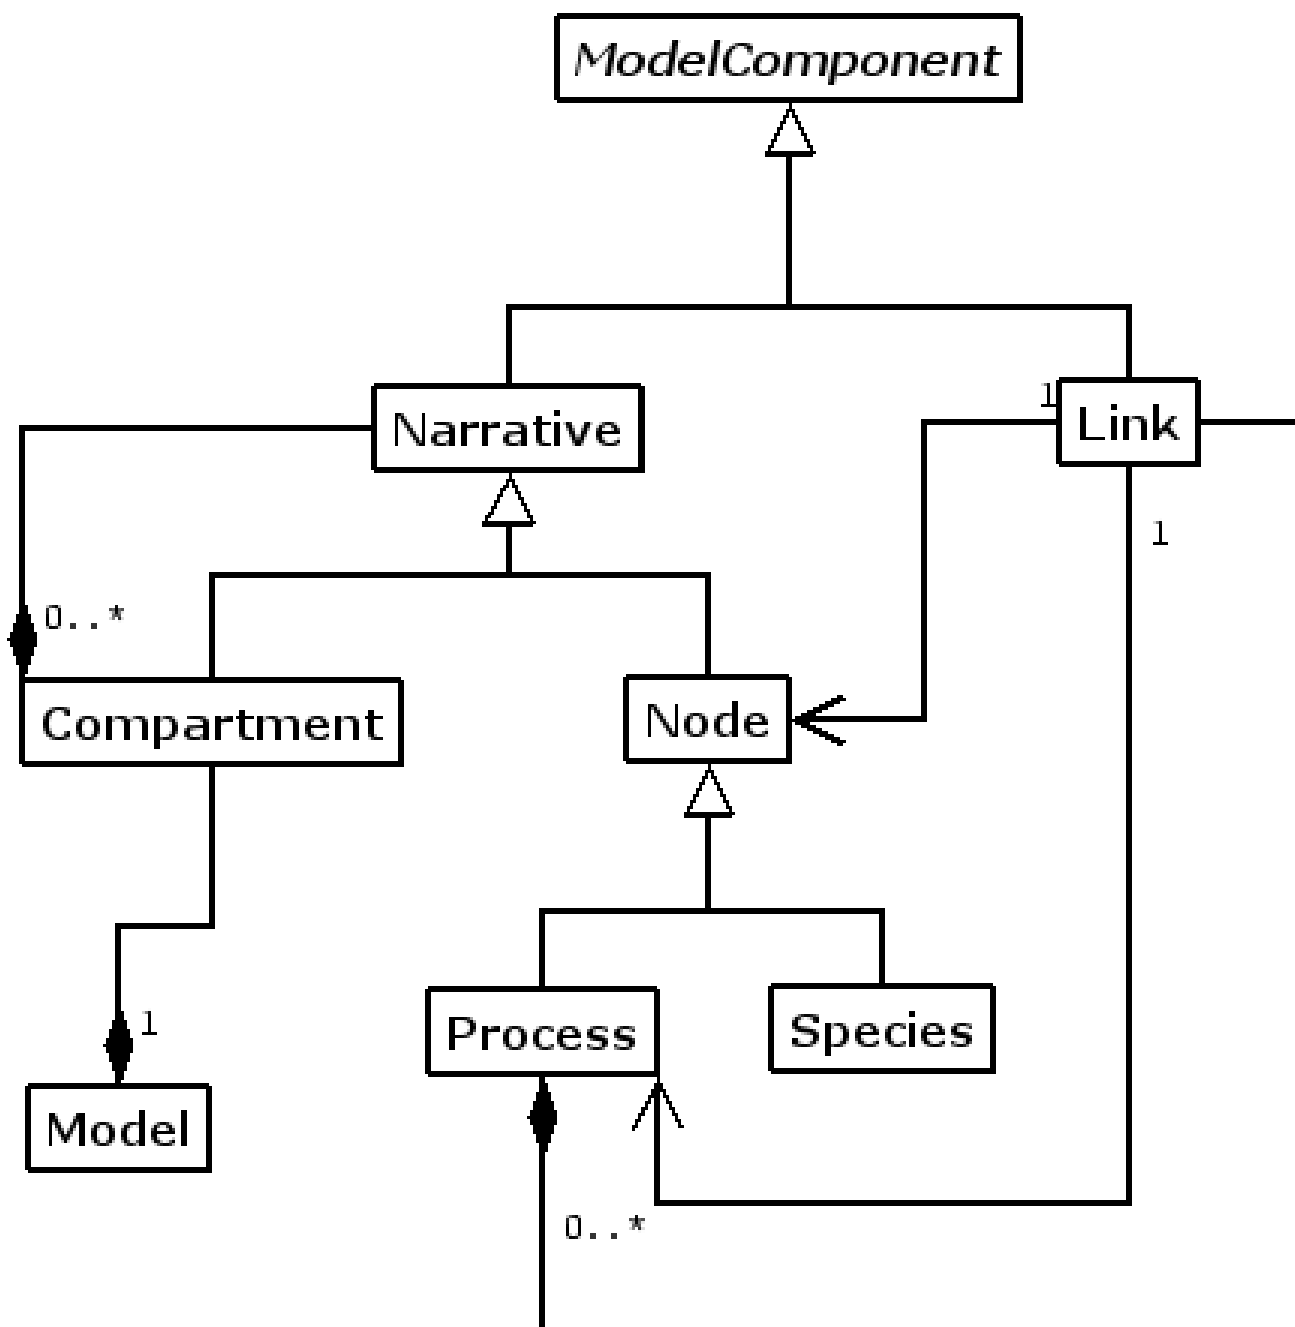 ModelComponent
Narrative
1
Link
1
0..*
Compartment
Node
Process
Species
1
Model
0..*